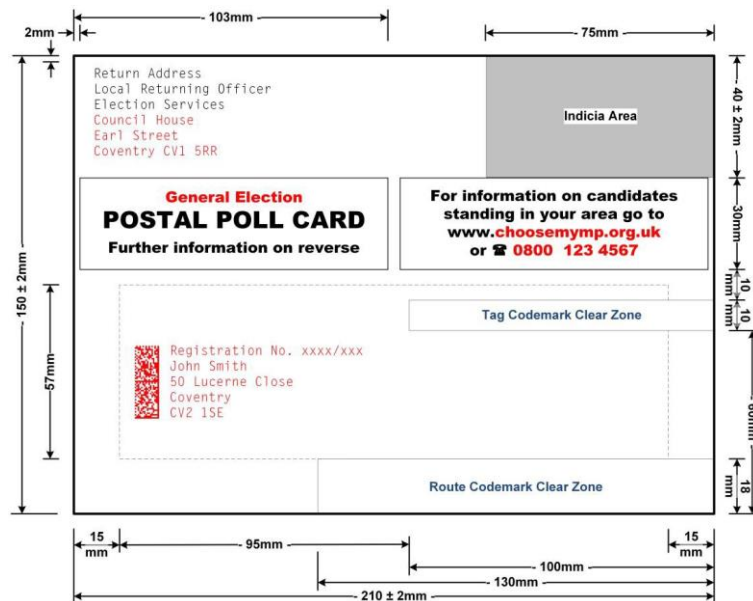 - 103mm -
2mm
- 75mm -
Return Address
Local Returning Officer
Election Services
Council House
Earl Street
Coventry CV1 5RR
Indicia Area
- 40 ± 2mm -
General Election
POSTAL POLL CARD
Further information on reverse
For information on candidates
standing in your area go to
www.choosemymp.org.uk
or ☎ 0800 123 4567
- 30mm -
- 150 ± 2mm -
10
mm
Tag Codemark Clear Zone
10
mm
57mm
Registration No. xxxx/xxx
John Smith
50 Lucerne Close
Coventry
CV2 1SE
Route Codemark Clear Zone
18
mm
15
mm
- 95mm -
15
mm
- 100mm -
- 130mm -
- 210 ± 2mm -